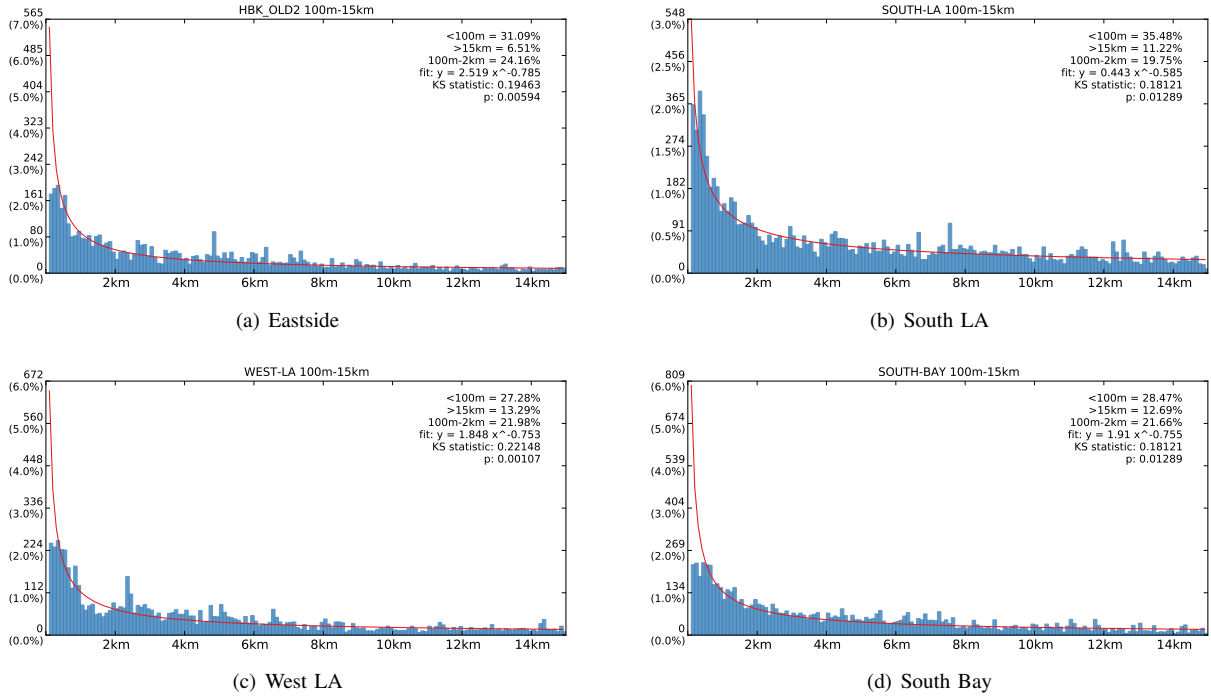 HBK_OLD2 100m-15km
565
(7.0%)
485
(6.0%)
404
(5.0%)
323
(4.0%)
242
(3.0%)
161
(2.0%)
80
(1.0%)
0
(0.0%)
<100m = 31.09%
>15km = 6.51%
100m-2km = 24.16%
fit: y = 2.519 x^-0.785
KS statistic: 0.19463
p: 0.00594
2km 4km 6km 8km 10km 12km 14km
(a) Eastside
SOUTH-LA 100m-15km
548
(3.0%)
456
(2.5%)
365
(2.0%)
274
(1.5%)
182
(1.0%)
91
(0.5%)
0
(0.0%)
<100m = 35.48%
>15km = 11.22%
100m-2km = 19.75%
fit: y = 0.443 x^-0.585
KS statistic: 0.18121
p: 0.01289
2km 4km 6km 8km 10km 12km 14km
(b) South LA
WEST-LA 100m-15km
672
(6.0%)
560
(5.0%)
448
(4.0%)
336
(3.0%)
224
(2.0%)
112
(1.0%)
0
(0.0%)
<100m = 27.28%
>15km = 13.29%
100m-2km = 21.98%
fit: y = 1.848 x^-0.753
KS statistic: 0.22148
p: 0.00107
2km 4km 6km 8km 10km 12km 14km
(c) West LA
SOUTH-BAY 100m-15km
809
(6.0%)
674
(5.0%)
539
(4.0%)
404
(3.0%)
269
(2.0%)
134
(1.0%)
0
(0.0%)
<100m = 28.47%
>15km = 12.69%
100m-2km = 21.66%
fit: y = 1.91 x^-0.755
KS statistic: 0.18121
p: 0.01289
2km 4km 6km 8km 10km 12km 14km
(d) South Bay